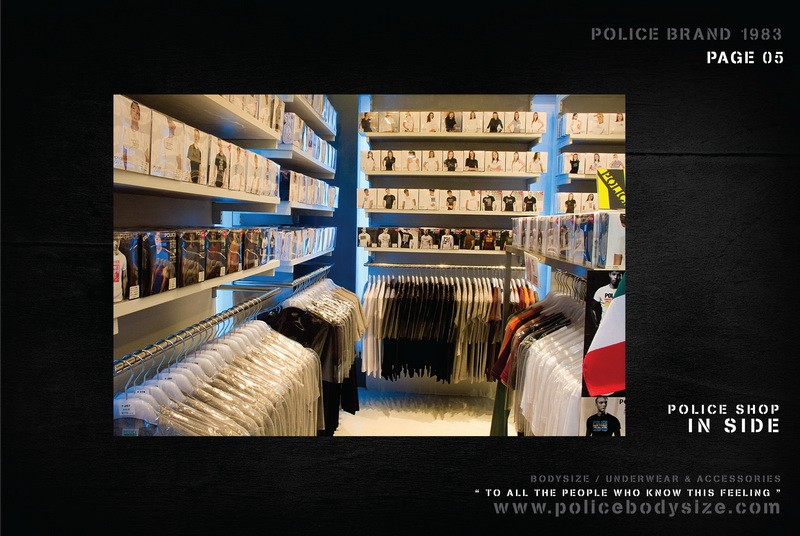 POLICE BRAND 1983
PAGE 05
POLICE SHOP
IN SIDE
BODYSIZE / UNDERWEAR & ACCESSORIES
" TO ALL THE PEOPLE WHO KNOW THIS FEELING "
www.policebodysize.com